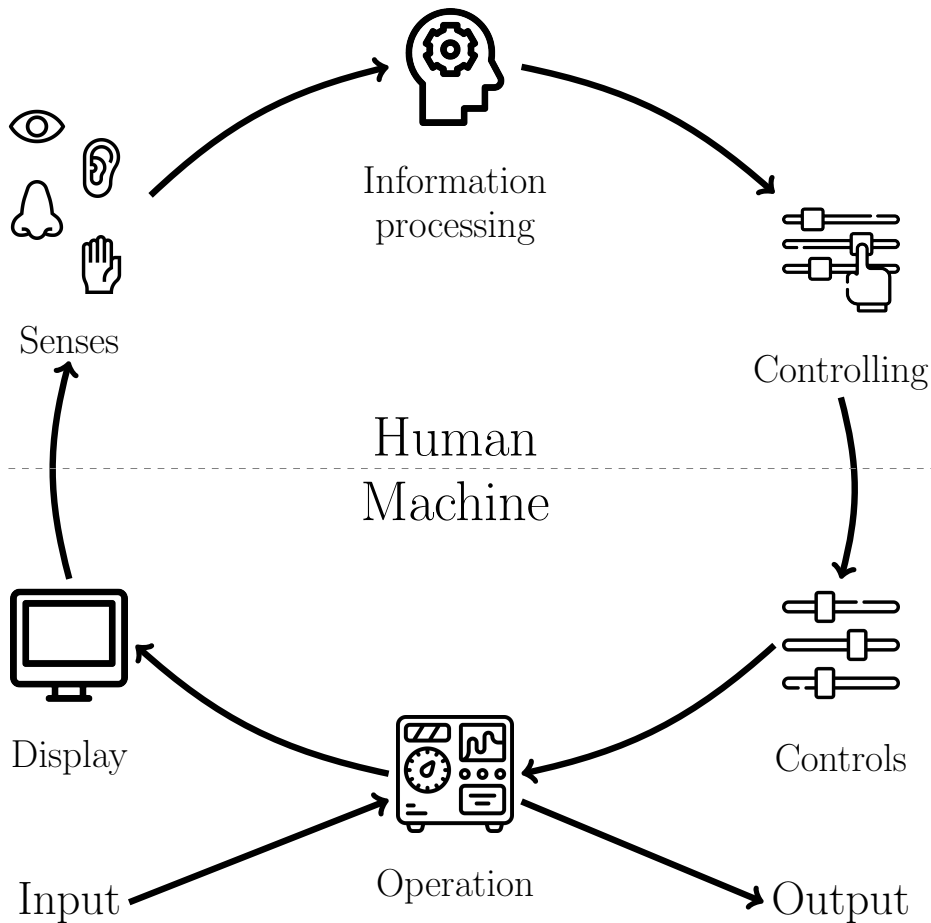 Information
processing
Senses
Controlling
Human
Machine
Display
Controls
Operation
Input
Output